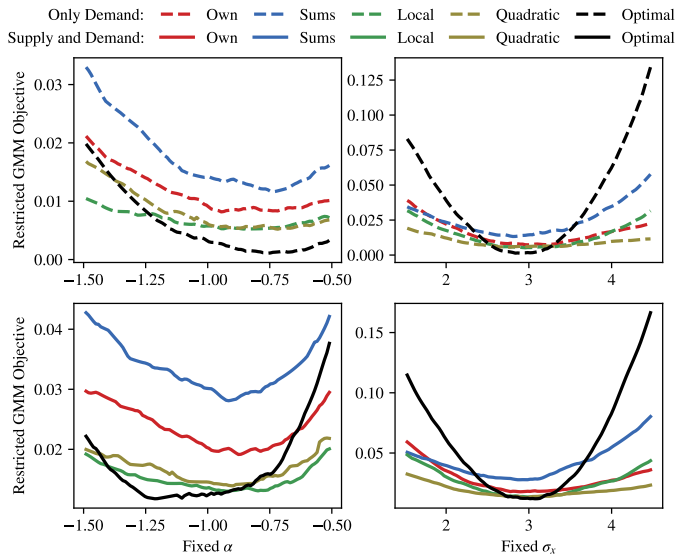 Only Demand: Own Sums Local Quadratic Optimal
Supply and Demand: Own Sums Local Quadratic Optimal
Restricted GMM Objective
0.03
0.02
0.01
0.00
−1.50 −1.25 −1.00 −0.75 −0.50
0.125
0.100
0.075
0.050
0.025
0.000
2 3 4
Restricted GMM Objective
0.04
0.03
0.02
−1.50 −1.25 −1.00 −0.75 −0.50
Fixed α
0.15
0.10
0.05
2 3 4
Fixed σx